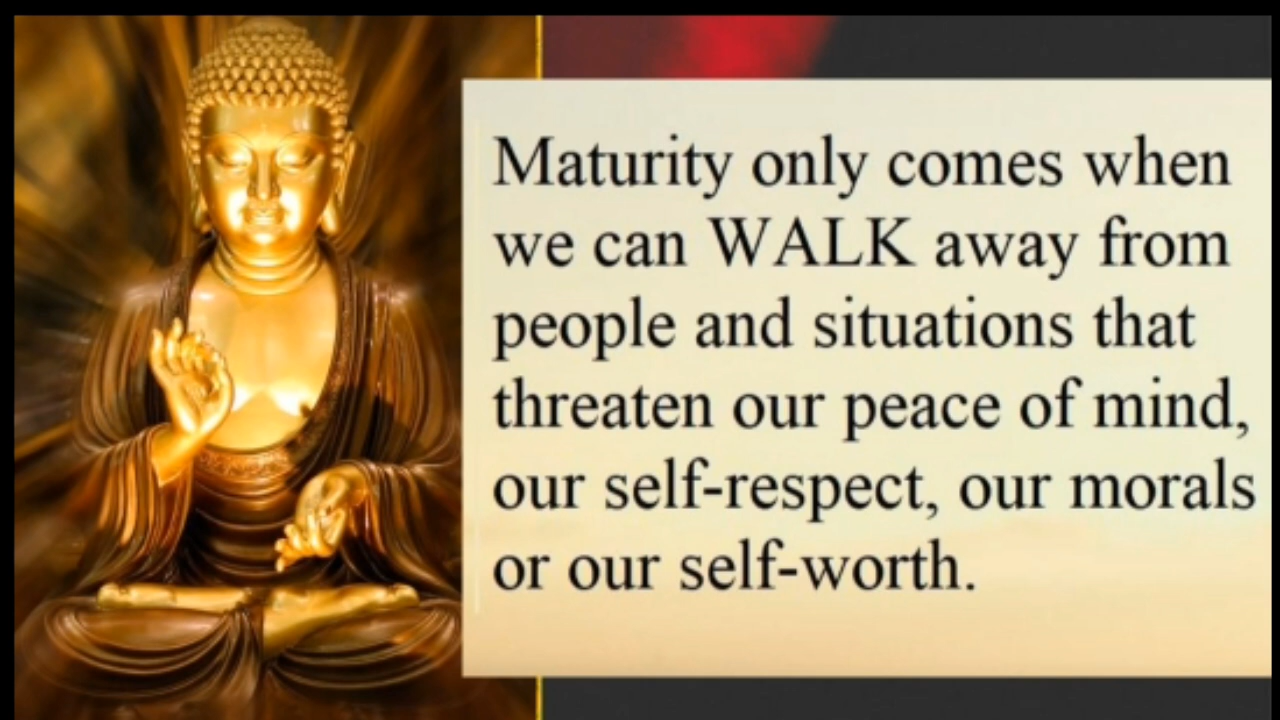 Maturity only comes when
we can WALK away from
people and situations that
threaten our peace of mind,
our self-respect, our morals
or our self-worth.